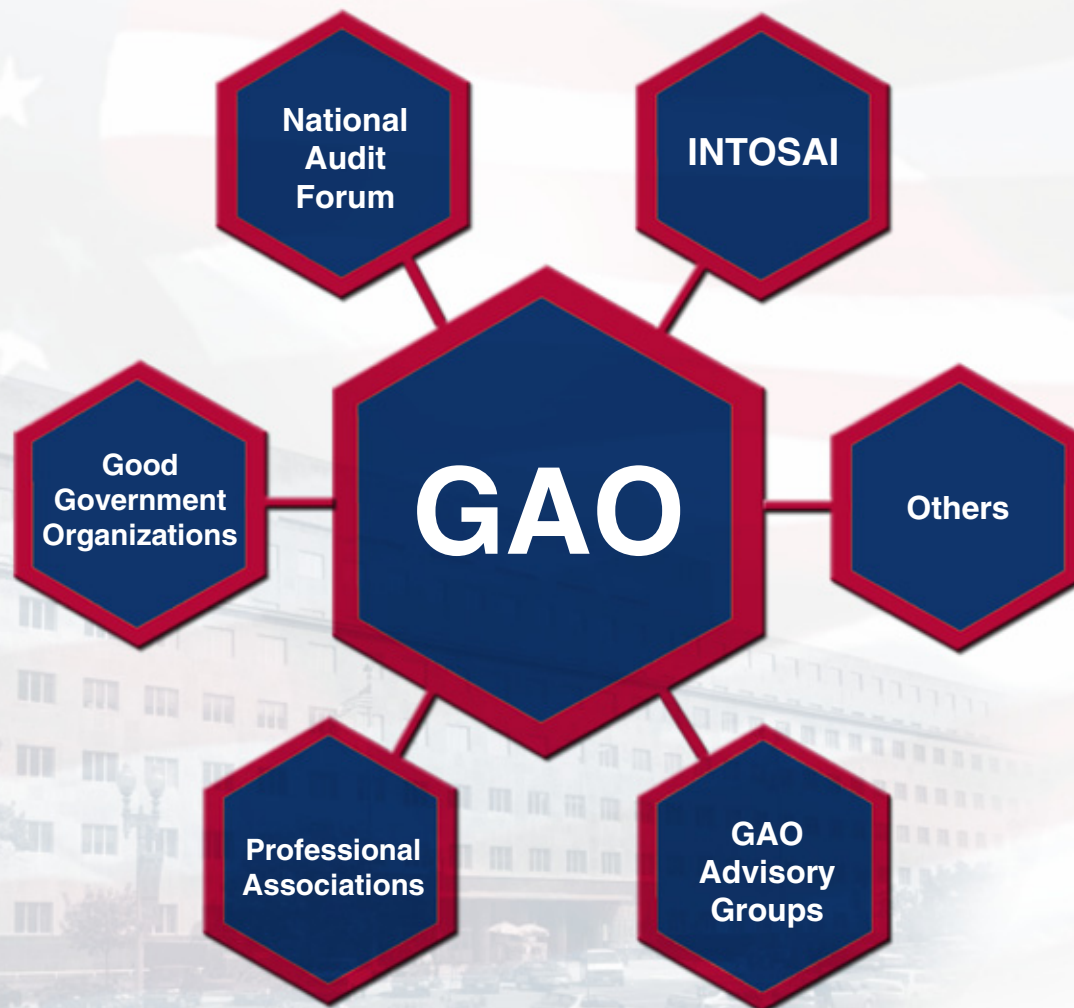 National
Audit
Forum
INTOSAI
Good
Government
Organizations
GAO
Others
Professional
Associations
GAO
Advisory
Groups